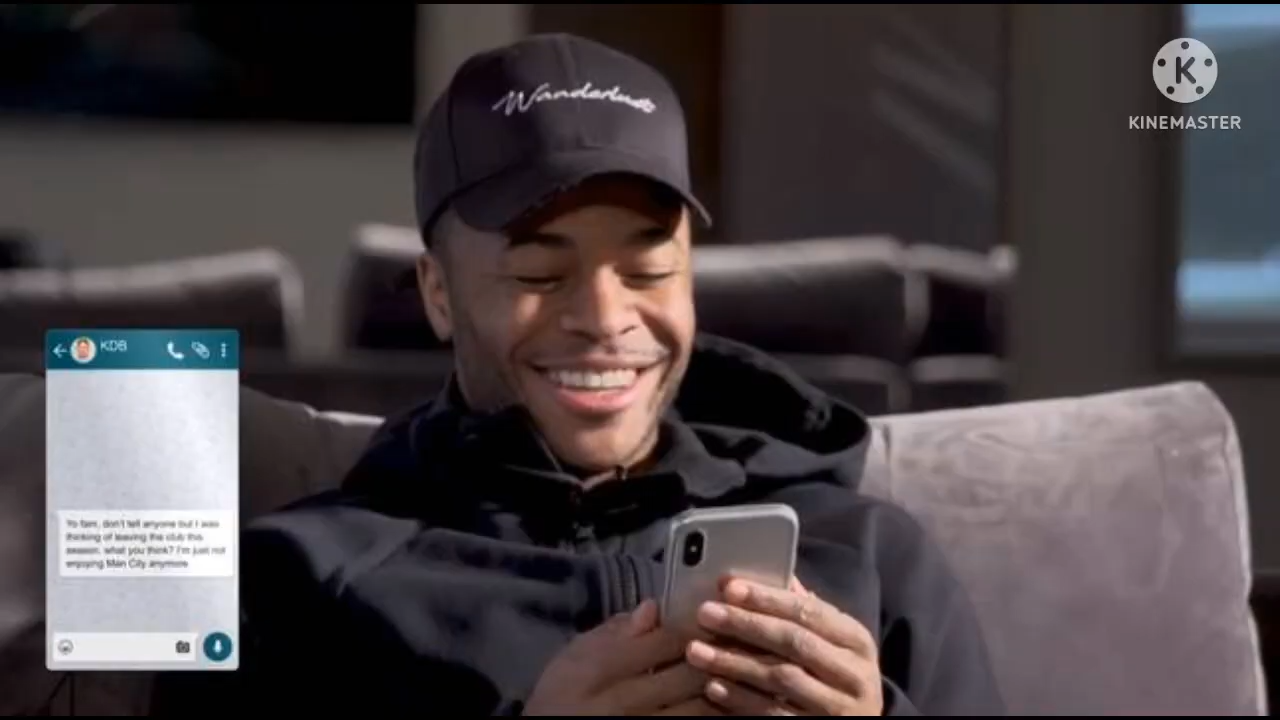 Wanderlust
K
KINEMASTER
KDB
Yo fam, don't tell anyone but I was
thinking of leaving the club this
season. what you think? I'm just not
enjoying Man City anymore